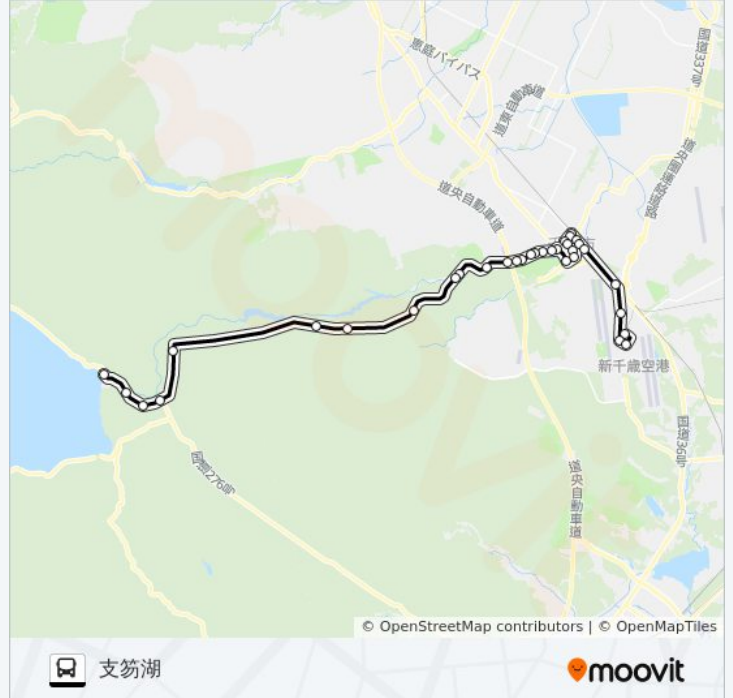 恵庭バイパス
国道337号
道東自動車道
道央圏連絡道路
道央自動車道
新千歳空港
国道36号
国道276号
道央自動車道
© OpenStreetMap contributors | © OpenMapTiles
支笏湖
moovit